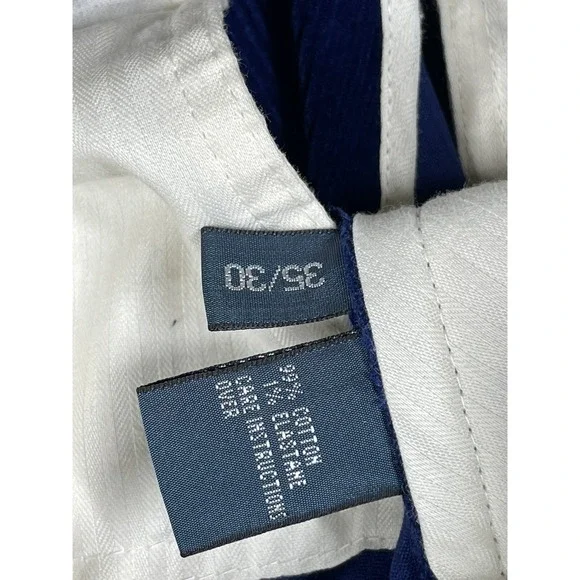 35/30
99% COTTON
1% ELASTANE
CARE INSTRUCTIONS
OVER